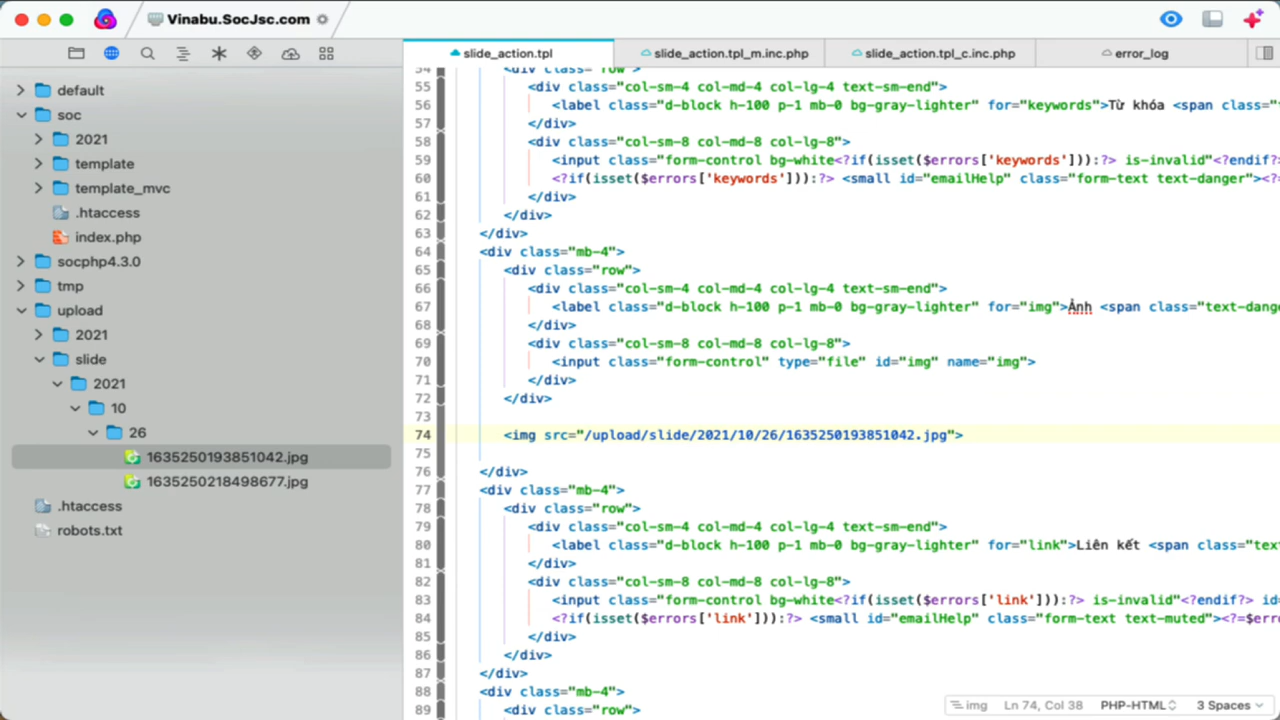 Vinabu.SocJsc.com
slide_action.tpl
slide_action.tpl_m.inc.php
slide_action.tpl_c.inc.php
error_log
default
soc
2021
template
template_mvc
.htaccess
index.php
socphp4.3.0
tmp
upload
2021
slide
2021
10
26
1635250193851042.jpg
1635250218498677.jpg
.htaccess
robots.txt
54 <div class="row">
55 <div class="col-sm-4 col-md-4 col-lg-4 text-sm-end">
56 <label class="d-block h-100 p-1 mb-0 bg-gray-lighter" for="keywords">Từ khóa <span class="
57 </div>
58 <div class="col-sm-8 col-md-8 col-lg-8">
59 <input class="form-control bg-white<?if(isset($errors['keywords'])):?> is-invalid"<?endif?>
60 <?if(isset($errors['keywords'])):?> <small id="emailHelp" class="form-text text-danger"><?=
61 </div>
62 </div>
63 </div>
64 <div class="mb-4">
65 <div class="row">
66 <div class="col-sm-4 col-md-4 col-lg-4 text-sm-end">
67 <label class="d-block h-100 p-1 mb-0 bg-gray-lighter" for="img">Ảnh <span class="text-dang
68 </div>
69 <div class="col-sm-8 col-md-8 col-lg-8">
70 <input class="form-control" type="file" id="img" name="img">
71 </div>
72 </div>
73
74 <img src="/upload/slide/2021/10/26/1635250193851042.jpg">
75
76 </div>
77 <div class="mb-4">
78 <div class="row">
79 <div class="col-sm-4 col-md-4 col-lg-4 text-sm-end">
80 <label class="d-block h-100 p-1 mb-0 bg-gray-lighter" for="link">Liên kết <span class="tex
81 </div>
82 <div class="col-sm-8 col-md-8 col-lg-8">
83 <input class="form-control bg-white<?if(isset($errors['link'])):?> is-invalid"<?endif?> id=
84 <?if(isset($errors['link'])):?> <small id="emailHelp" class="form-text text-muted"><?=$erro
85 </div>
86 </div>
87 </div>
88 <div class="mb-4">
89 <div class="row">
img Ln 74, Col 38 PHP-HTML 3 Spaces